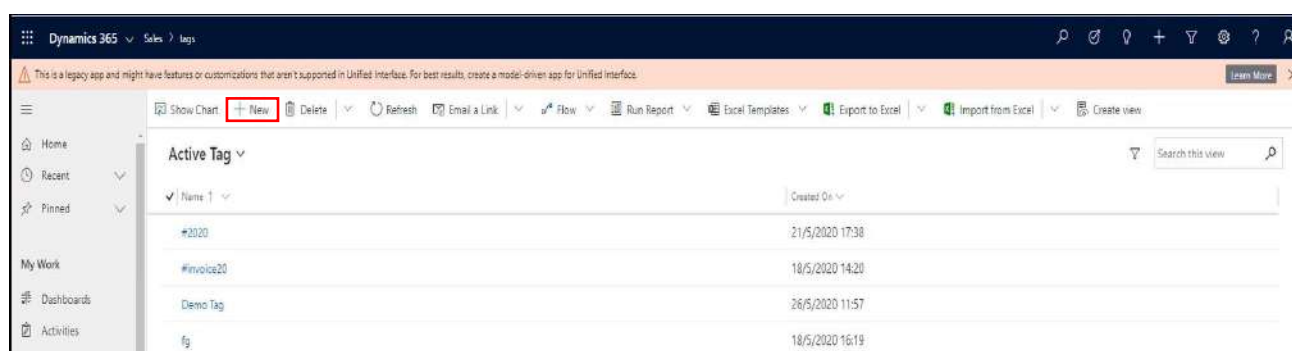 Dynamics 365 Sales > tags
This is a legacy app and might have features or customizations that aren't supported in Unified Interface. For best results, create a model-driven app for Unified Interface. Learn More
Show Chart + New Delete Refresh Email a Link Flow Run Report Excel Templates Export to Excel Import from Excel Create view
Home
Active Tag
Search this view
Recent
Name ↑ Created On
Pinned
#2020 21/5/2020 17:38
My Work
#invoice20 18/5/2020 14:20
Dashboards
Demo Tag 26/5/2020 11:57
Activities
fg 18/5/2020 16:19